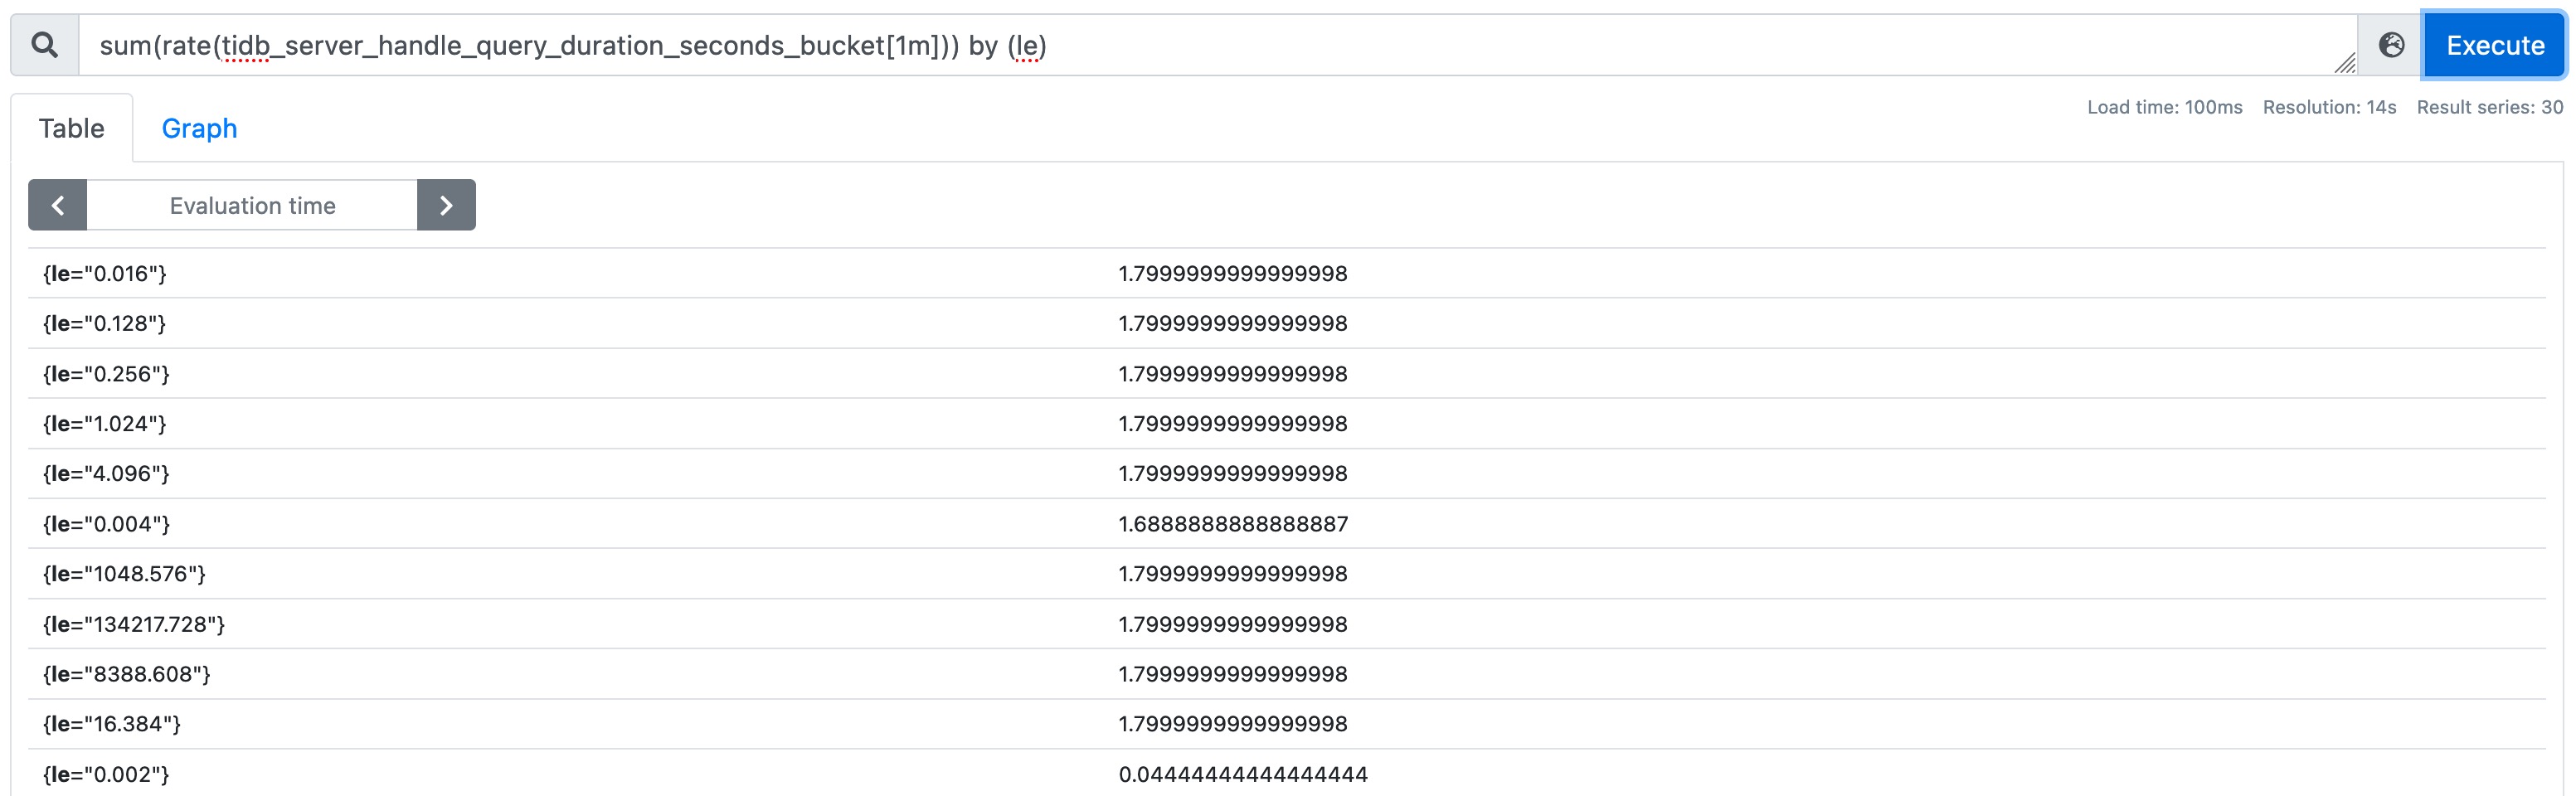 sum(rate(tidb_server_handle_query_duration_seconds_bucket[1m])) by (le)
Execute
Load time: 100ms Resolution: 14s Result series: 30
Table Graph
Evaluation time
{le="0.016"} 1.7999999999999998
{le="0.128"} 1.7999999999999998
{le="0.256"} 1.7999999999999998
{le="1.024"} 1.7999999999999998
{le="4.096"} 1.7999999999999998
{le="0.004"} 1.6888888888888887
{le="1048.576"} 1.7999999999999998
{le="134217.728"} 1.7999999999999998
{le="8388.608"} 1.7999999999999998
{le="16.384"} 1.7999999999999998
{le="0.002"} 0.04444444444444444